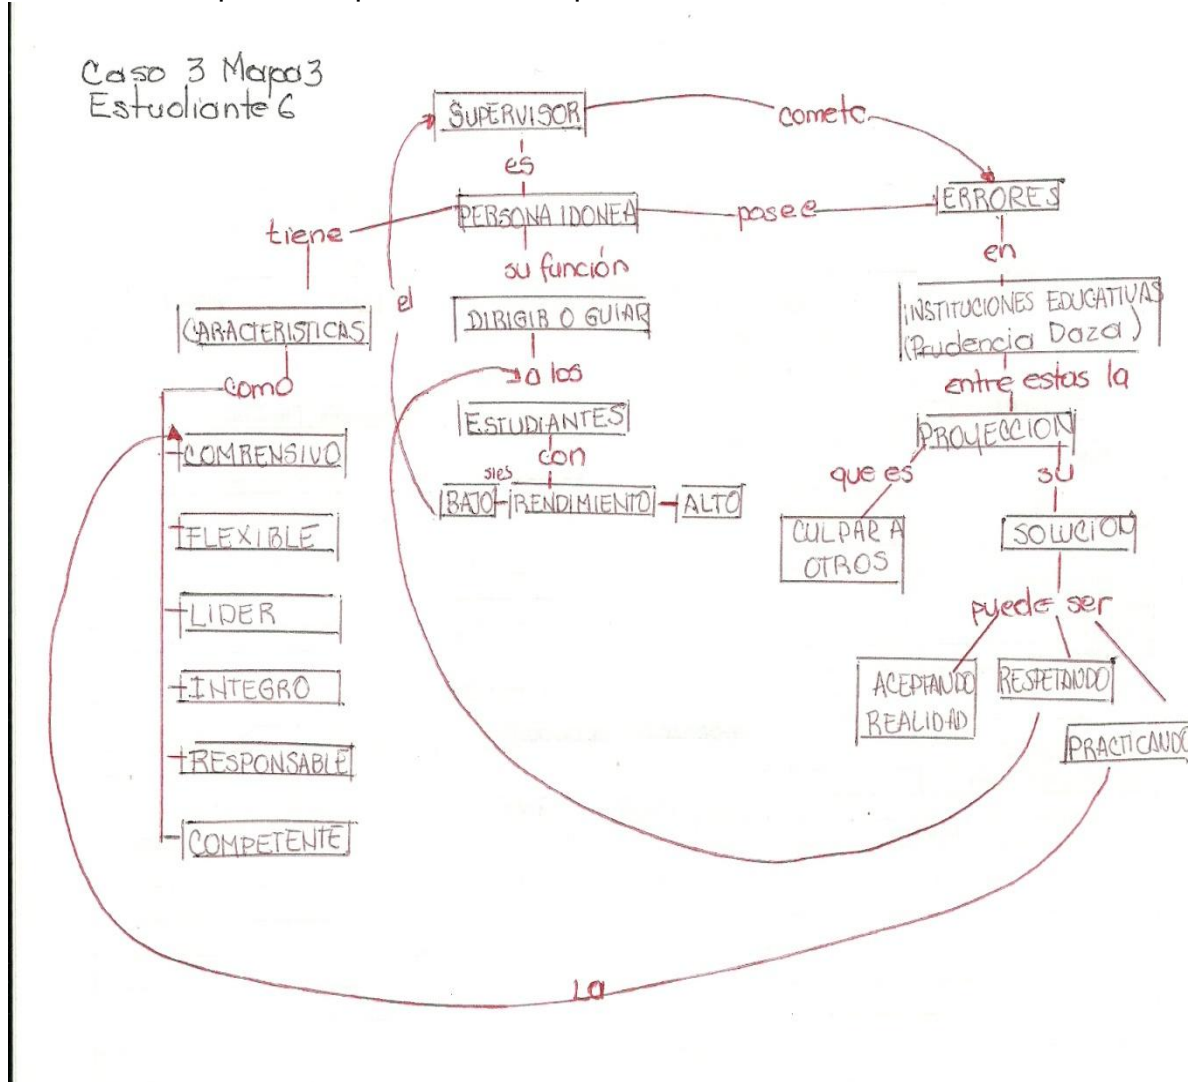 Caso 3 Mapa 3
Estudiante 6
SUPERVISOR
comete
es
PERSONA IDONEA
posee
ERRORES
tiene
su función
en
el
CARACTERISTICAS
DIRIGIR O GUIAR
INSTITUCIONES EDUCATIVAS
(Prudencia Daza)
como
a los
entre estas la
COMRENSIVO
ESTUDIANTES
PROYECCION
con
que es
su
si es
BAJO
RENDIMIENTO
ALTO
FLEXIBLE
CULPAR A
OTROS
SOLUCION
LIDER
puede ser
INTEGRO
ACEPTANDO
REALIDAD
RESPETANDO
PRACTICANDO
RESPONSABLE
COMPETENTE
La